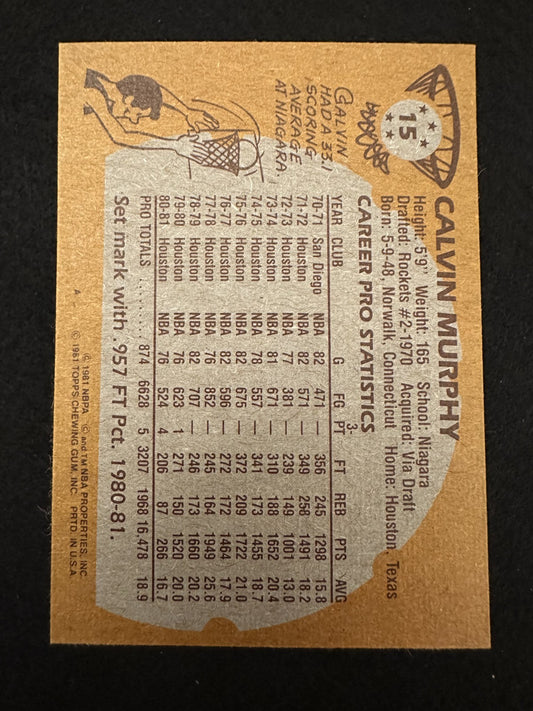 15
CALVIN MURPHY
Height: 5'9" Weight: 165 School: Niagara
Drafted: Rockets #2-1970 Acquired: Via Draft
Born: 5-9-48, Norwalk, Connecticut Home: Houston, Texas
CALVIN
HAD A 33.1
SCORING
AVERAGE
AT NIAGARA.
CAREER PRO STATISTICS
YEAR CLUB G FG 3-PT FT REB PTS AVG
70-71 San Diego NBA 82 471 — 356 245 1298 15.8
71-72 Houston NBA 82 571 — 349 258 1491 18.2
72-73 Houston NBA 77 381 — 239 149 1001 13.0
73-74 Houston NBA 81 671 — 310 188 1652 20.4
74-75 Houston NBA 78 557 — 341 173 1455 18.7
75-76 Houston NBA 82 675 — 372 209 1722 21.0
76-77 Houston NBA 82 596 — 272 172 1464 17.9
77-78 Houston NBA 76 852 — 245 164 1949 25.6
78-79 Houston NBA 82 707 — 246 173 1660 20.2
79-80 Houston NBA 76 623 1 271 150 1520 20.0
80-81 Houston NBA 76 524 4 206 87 266 16.7
PRO TOTALS ........ 874 6628 5 3207 1968 16,478 18.9
Set mark with .957 FT Pct. 1980-81.
A
© 1981 NBPA © and TM NBA PROPERTIES, INC.
© 1981 TOPPS CHEWING GUM, INC. PRTD. IN U.S.A.